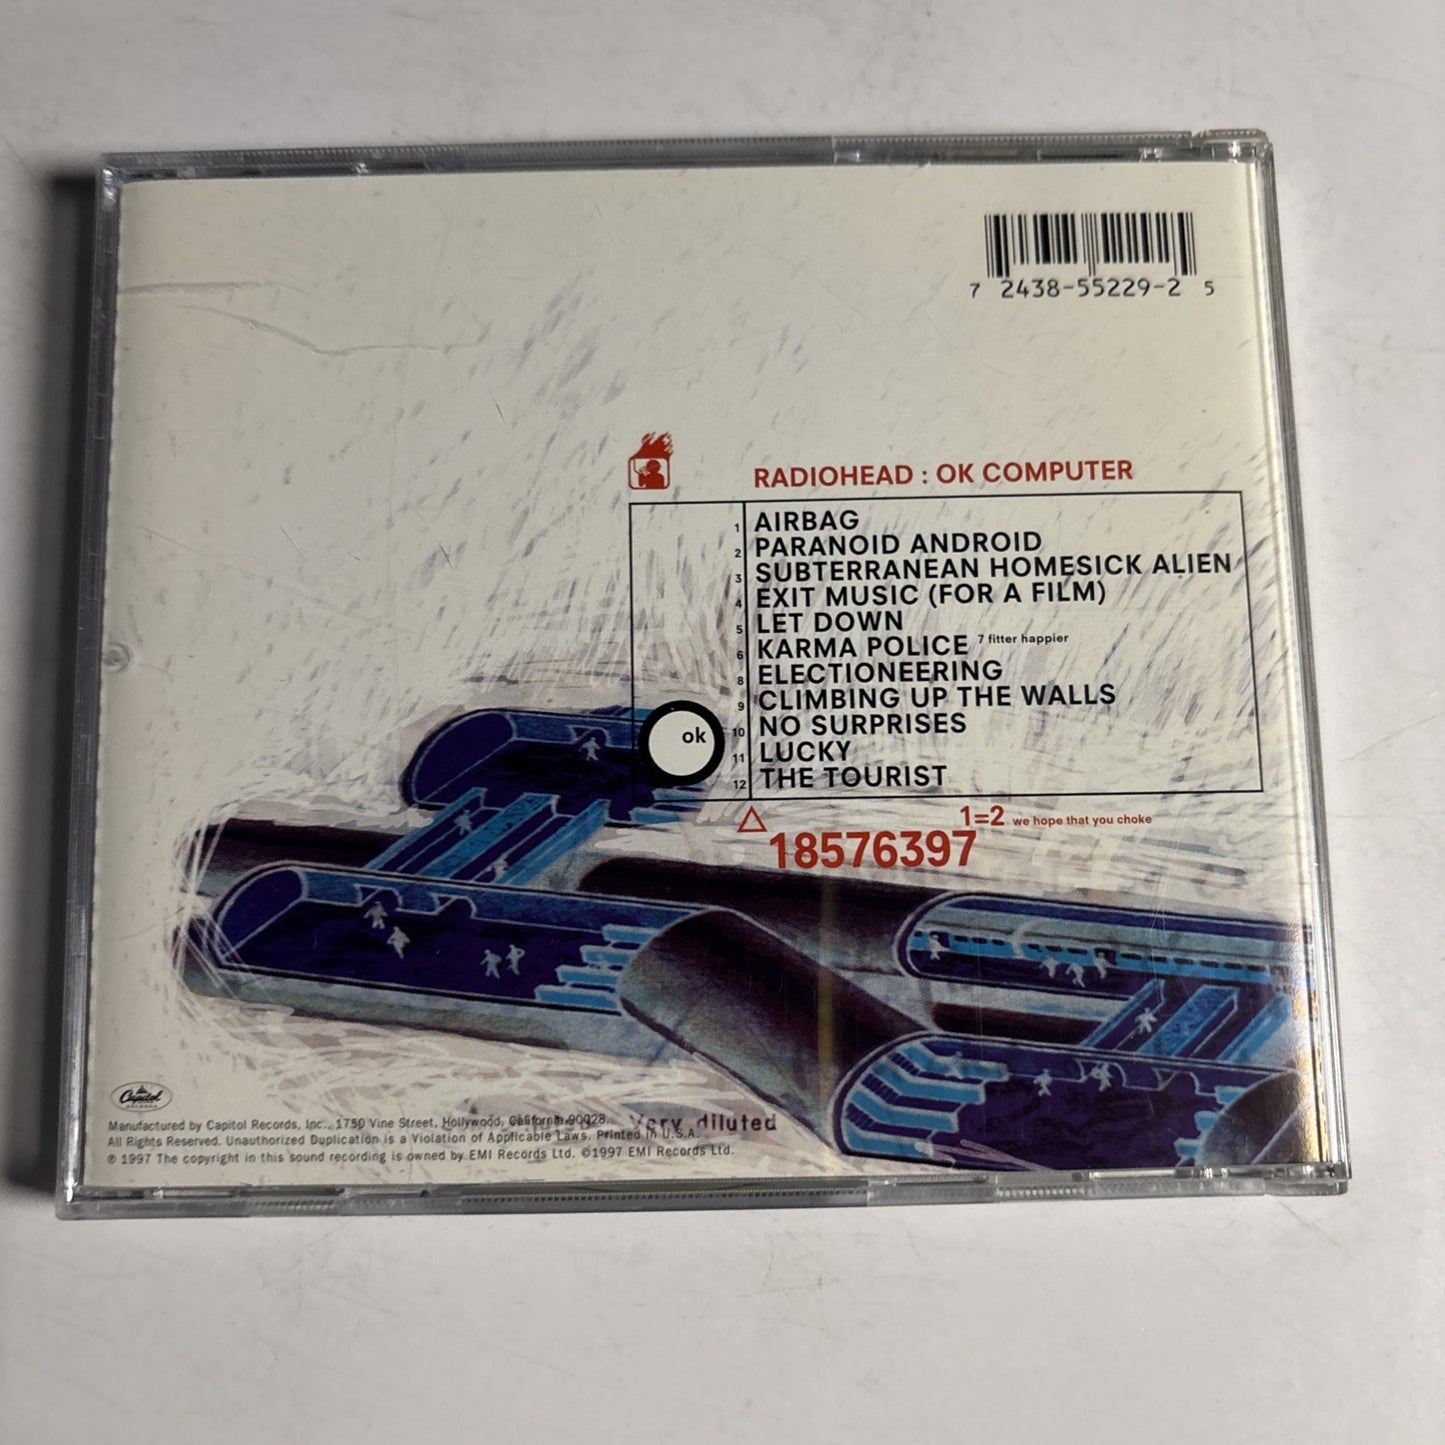 7 2438-55229-2 5
RADIOHEAD : OK COMPUTER
1 AIRBAG
2 PARANOID ANDROID
3 SUBTERRANEAN HOMESICK ALIEN
4 EXIT MUSIC (FOR A FILM)
5 LET DOWN
6 KARMA POLICE 7 fitter happier
8 ELECTIONEERING
9 CLIMBING UP THE WALLS
ok
10 NO SURPRISES
11 LUCKY
12 THE TOURIST
1=2 we hope that you choke
18576397
Capitol
RECORDS
Manufactured by Capitol Records, Inc., 1750 Vine Street, Hollywood, California 90028.
Very diluted
All Rights Reserved. Unauthorized Duplication is a Violation of Applicable Laws. Printed in U.S.A.
℗ 1997 The copyright in this sound recording is owned by EMI Records Ltd. ©1997 EMI Records Ltd.